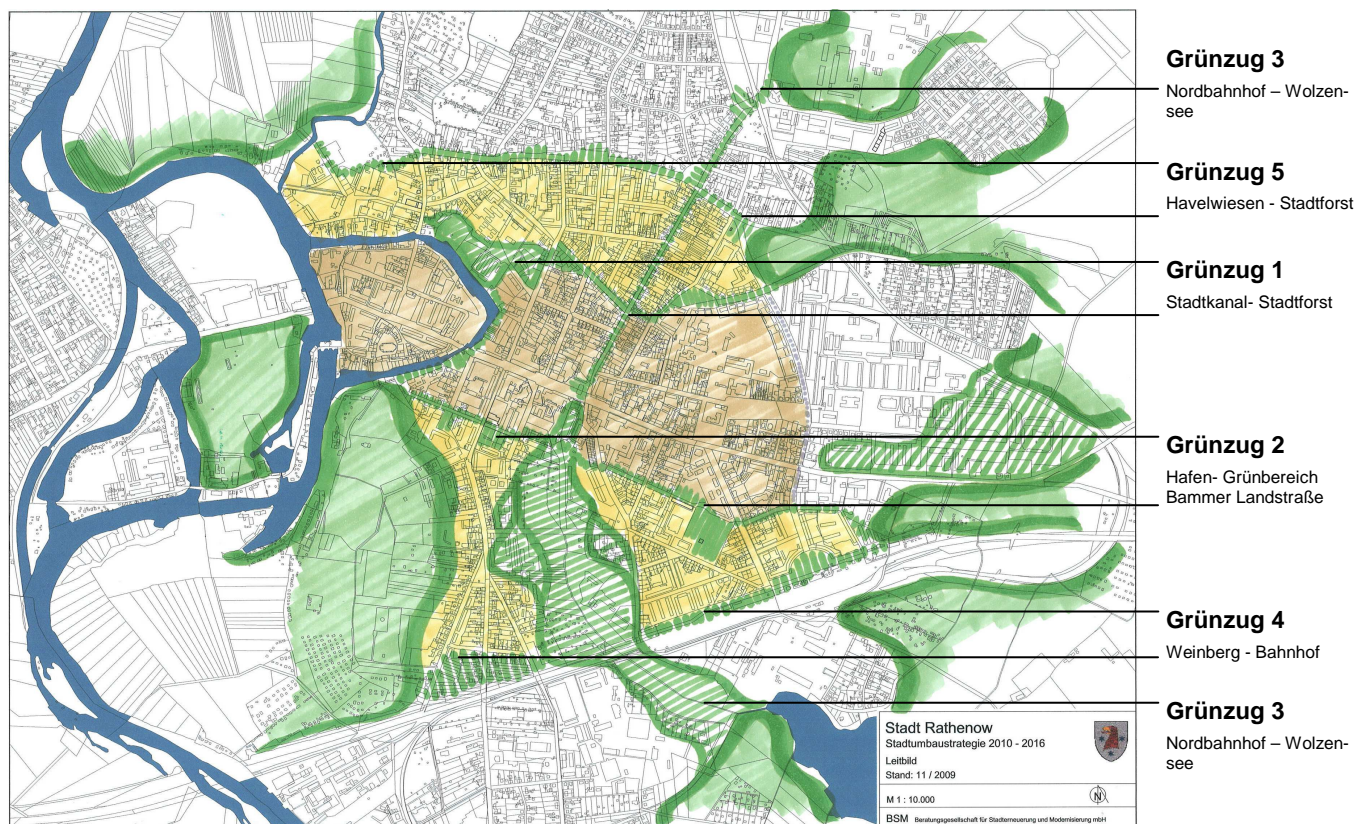 Grünzug 3
Nordbahnhof – Wolzen-
see
Grünzug 5
Havelwiesen - Stadtforst
Grünzug 1
Stadtkanal- Stadtforst
Grünzug 2
Hafen- Grünbereich
Bammer Landstraße
Grünzug 4
Weinberg - Bahnhof
Grünzug 3
Nordbahnhof – Wolzen-
see
Stadt Rathenow
Stadtumbaustrategie 2010 - 2016
Leitbild
Stand: 11 / 2009
M 1 : 10.000
N
BSM Beratungsgesellschaft für Stadterneuerung und Modernisierung mbH